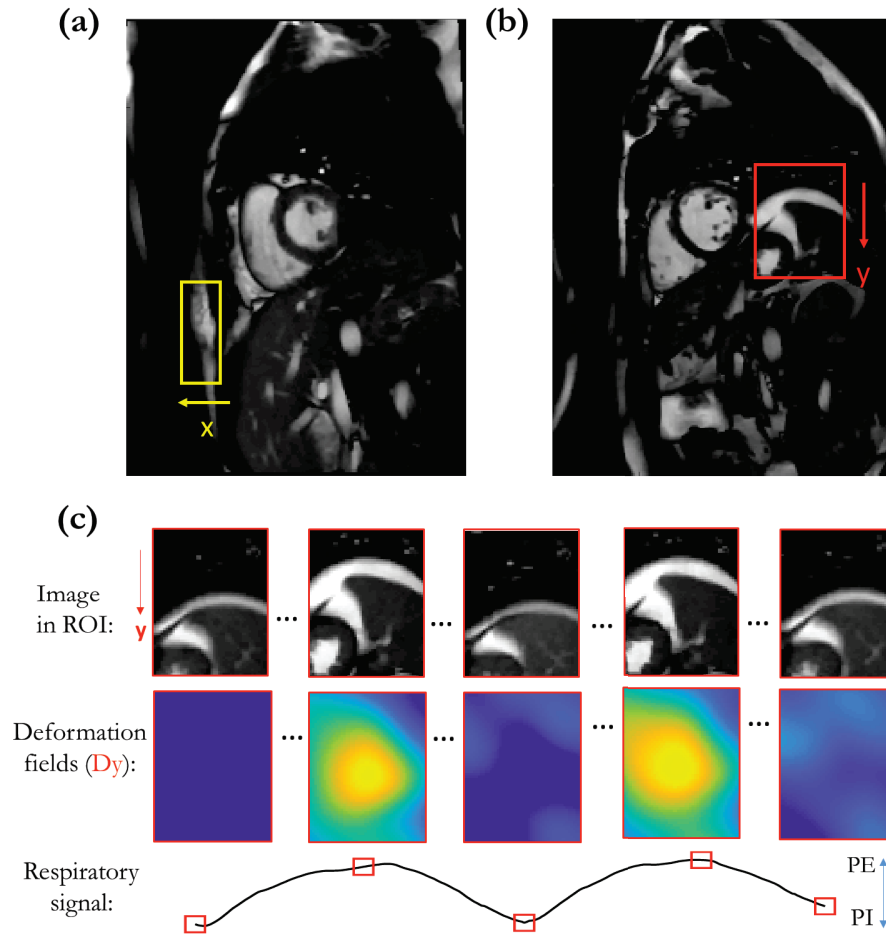 (a)
(b)
x
y
(c)
Image
in ROI:
y
... ... ... ...
Deformation
fields (Dy):
... ... ... ...
Respiratory
signal:
PE
PI